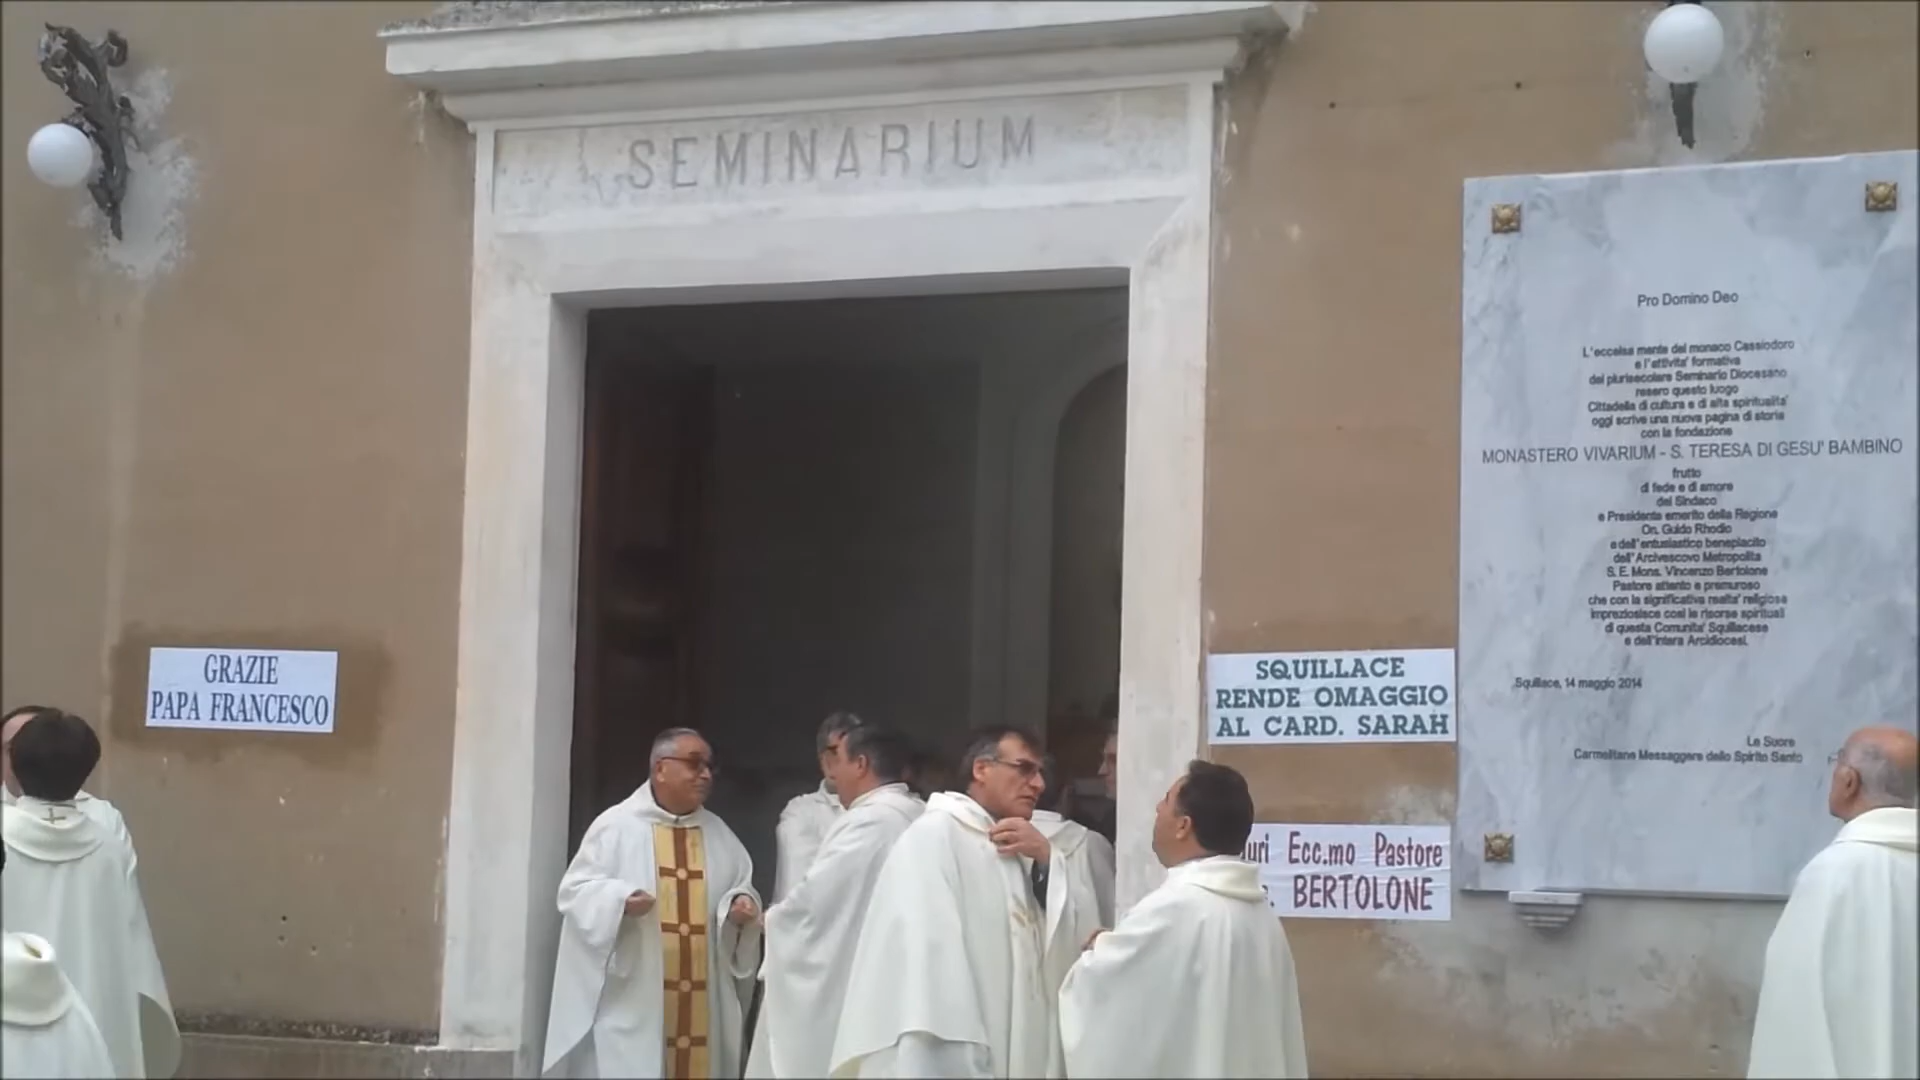 SEMINARIUM
GRAZIE
PAPA FRANCESCO
SQUILLACE
RENDE OMAGGIO
AL CARD. SARAH
uri Ecc.mo Pastore
. BERTOLONE
Pro Domino Deo
L'eccelsa mente del monaco Cassiodoro
e l'attivita' formativa
del plurisecolare Seminario Diocesano
resero questo luogo
Cittadella di cultura e di alta spiritualita'
oggi scrive una nuova pagina di storia
con la fondazione
MONASTERO VIVARIUM - S. TERESA DI GESU' BAMBINO
frutto
di fede e di amore
del Sindaco
e Presidente emerito della Regione
On. Guido Rhodio
e dell'entusiastico beneplacito
dell'Arcivescovo Metropolita
S. E. Mons. Vincenzo Bertolone
Pastore attento e premuroso
che con la significativa realta' religiosa
impreziosisce cosi le risorse spirituali
di questa Comunita' Squillacese
e dell'intera Arcidiocesi.
Squillace, 14 maggio 2014
Le Suore
Carmelitane Messaggere dello Spirito Santo